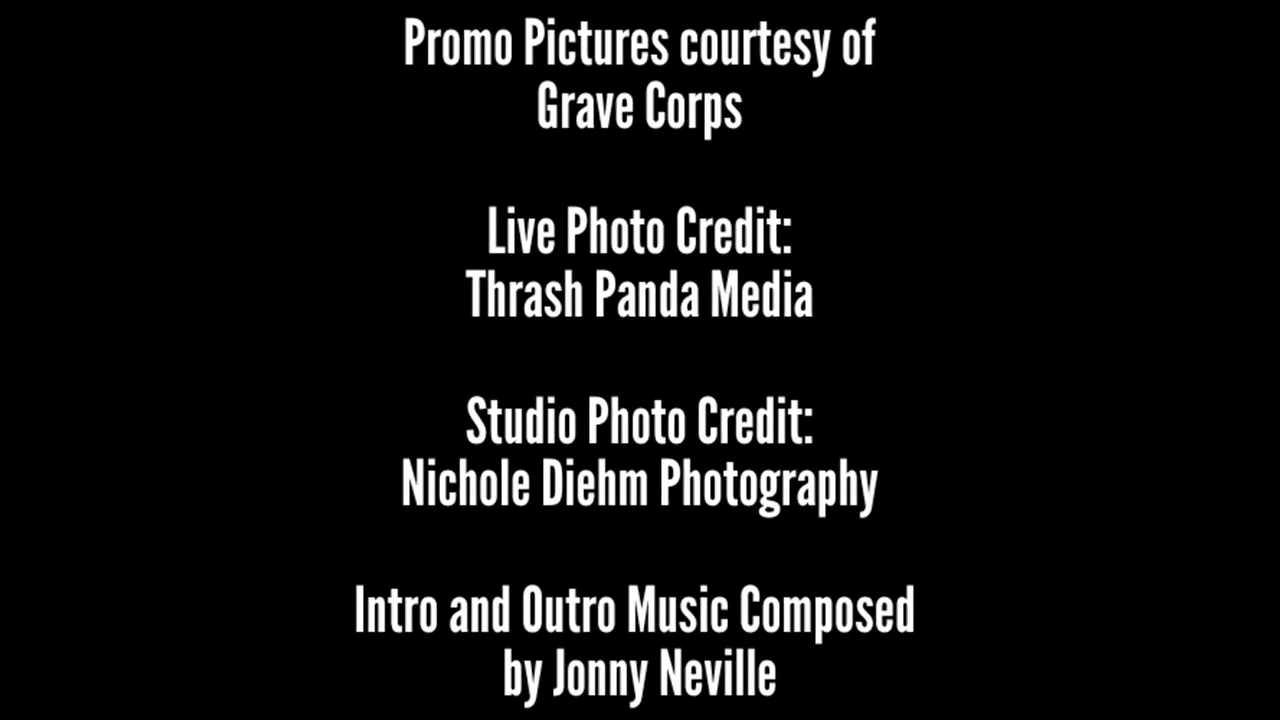 Promo Pictures courtesy of
Grave Corps
Live Photo Credit:
Thrash Panda Media
Studio Photo Credit:
Nichole Diehm Photography
Intro and Outro Music Composed
by Jonny Neville